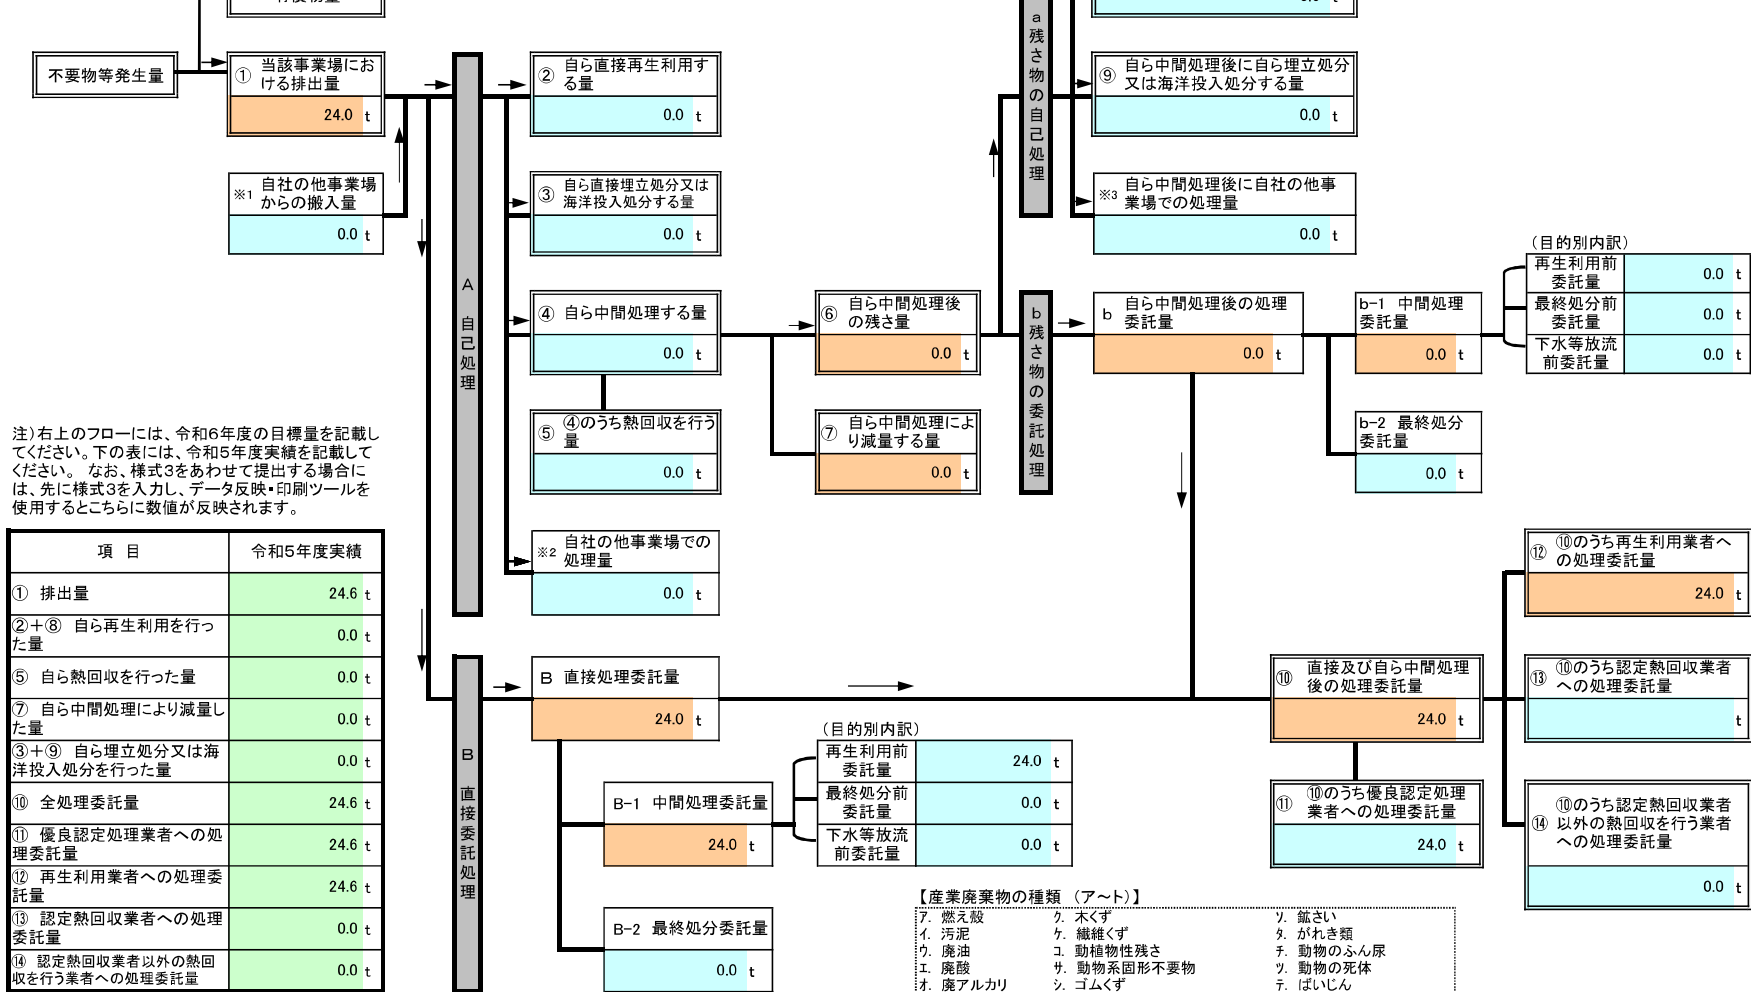 不要物等発生量
① 当該事業場にお
ける排出量
24.0 t
※1 自社の他事業場
からの搬入量
0.0 t
A 自己処理
② 自ら直接再生利用す
る量
0.0 t
③ 自ら直接埋立処分又は
海洋投入処分する量
0.0 t
④ 自ら中間処理する量
0.0 t
⑤ ④のうち熱回収を行う
量
0.0 t
※2 自社の他事業場での
処理量
0.0 t
⑥ 自ら中間処理後
の残さ量
0.0 t
⑦ 自ら中間処理によ
り減量する量
0.0 t
a残さ物の自己処理
⑨ 自ら中間処理後に自ら埋立処分
又は海洋投入処分する量
0.0 t
※3 自ら中間処理後に自社の他事
業場での処理量
0.0 t
b残さ物の委託処理
b 自ら中間処理後の処理
委託量
0.0 t
b-1 中間処理
委託量
0.0 t
b-2 最終処分
委託量
0.0 t
(目的別内訳)
再生利用前
委託量 0.0 t
最終処分前
委託量 0.0 t
下水等放流
前委託量 0.0 t
注)右上のフローには、令和6年度の目標量を記載し
てください。下の表には、令和5年度実績を記載して
ください。 なお、様式3をあわせて提出する場合に
は、先に様式3を入力し、データ反映・印刷ツールを
使用するとこちらに数値が反映されます。
項 目 令和5年度実績
① 排出量 24.6 t
②+⑧ 自ら再生利用を行っ
た量 0.0 t
⑤ 自ら熱回収を行った量 0.0 t
⑦ 自ら中間処理により減量し
た量 0.0 t
③+⑨ 自ら埋立処分又は海
洋投入処分を行った量 0.0 t
⑩ 全処理委託量 24.6 t
⑪ 優良認定処理業者への処
理委託量 24.6 t
⑫ 再生利用業者への処理委
託量 24.6 t
⑬ 認定熱回収業者への処理
委託量 0.0 t
⑭ 認定熱回収業者以外の熱回
収を行う業者への処理委託量 0.0 t
B 直接委託処理
B 直接処理委託量
24.0 t
B-1 中間処理委託量
24.0 t
B-2 最終処分委託量
0.0 t
(目的別内訳)
再生利用前
委託量 24.0 t
最終処分前
委託量 0.0 t
下水等放流
前委託量 0.0 t
⑩ 直接及び自ら中間処理
後の処理委託量
24.0 t
⑪ ⑩のうち優良認定処理
業者への処理委託量
24.0 t
⑫ ⑩のうち再生利用業者へ
の処理委託量
24.0 t
⑬ ⑩のうち認定熱回収業者
への処理委託量
t
⑭ ⑩のうち認定熱回収業者
以外の熱回収を行う業者
への処理委託量
0.0 t
【産業廃棄物の種類 (ア〜ト)】
ア. 燃え殻 ク. 木くず ソ. 鉱さい
イ. 汚泥 ケ. 繊維くず タ. がれき類
ウ. 廃油 コ. 動植物性残さ チ. 動物のふん尿
エ. 廃酸 サ. 動物系固形不要物 ツ. 動物の死体
オ. 廃アルカリ シ. ゴムくず テ. ばいじん